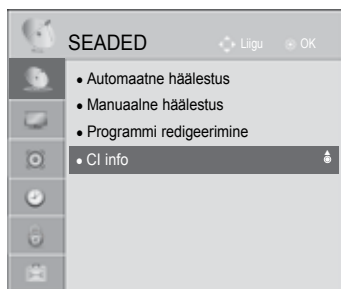 SEADED Liigu OK
• Automaatne häälestus
• Manuaalne häälestus
• Programmi redigeerimine
• CI info